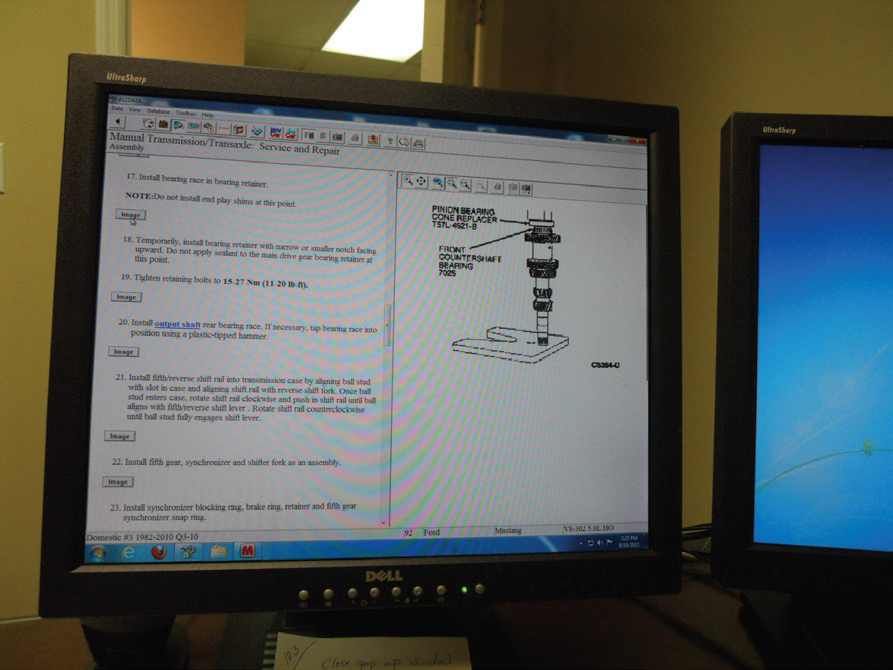 UltraSharp
ALLDATA
Data View Database Toolbox Help
Manual Transmission/Transaxle: Service and Repair
Assembly
17. Install bearing race in bearing retainer.
NOTE:Do not install end play shims at this point.
Image
18. Temporarily, install bearing retainer with narrow or smaller notch facing
upward. Do not apply sealant to the main drive gear bearing retainer at
this point.
19. Tighten retaining bolts to 15-27 Nm (11-20 lb ft).
Image
20. Install output shaft rear bearing race. If necessary, tap bearing race into
position using a plastic-tipped hammer.
Image
21. Install fifth/reverse shift rail into transmission case by aligning ball stud
with slot in case and aligning shift rail with reverse shift fork. Once ball
stud enters case, rotate shift rail clockwise and push in shift rail until ball
aligns with fifth/reverse shift lever . Rotate shift rail counterclockwise
until ball stud fully engages shift lever.
Image
22. Install fifth gear, synchronizer and shifter fork as an assembly.
Image
23. Install synchronizer blocking ring, brake ring, retainer and fifth gear
synchronizer snap ring.
PINION BEARING
CONE REPLACER
T57L-4621-B
FRONT
COUNTERSHAFT
BEARING
7025
Domestic #3 1982-2010 Q3-10
92 Ford Mustang V8-302 5.0L HO
3:27 PM
DELL
UltraSharp